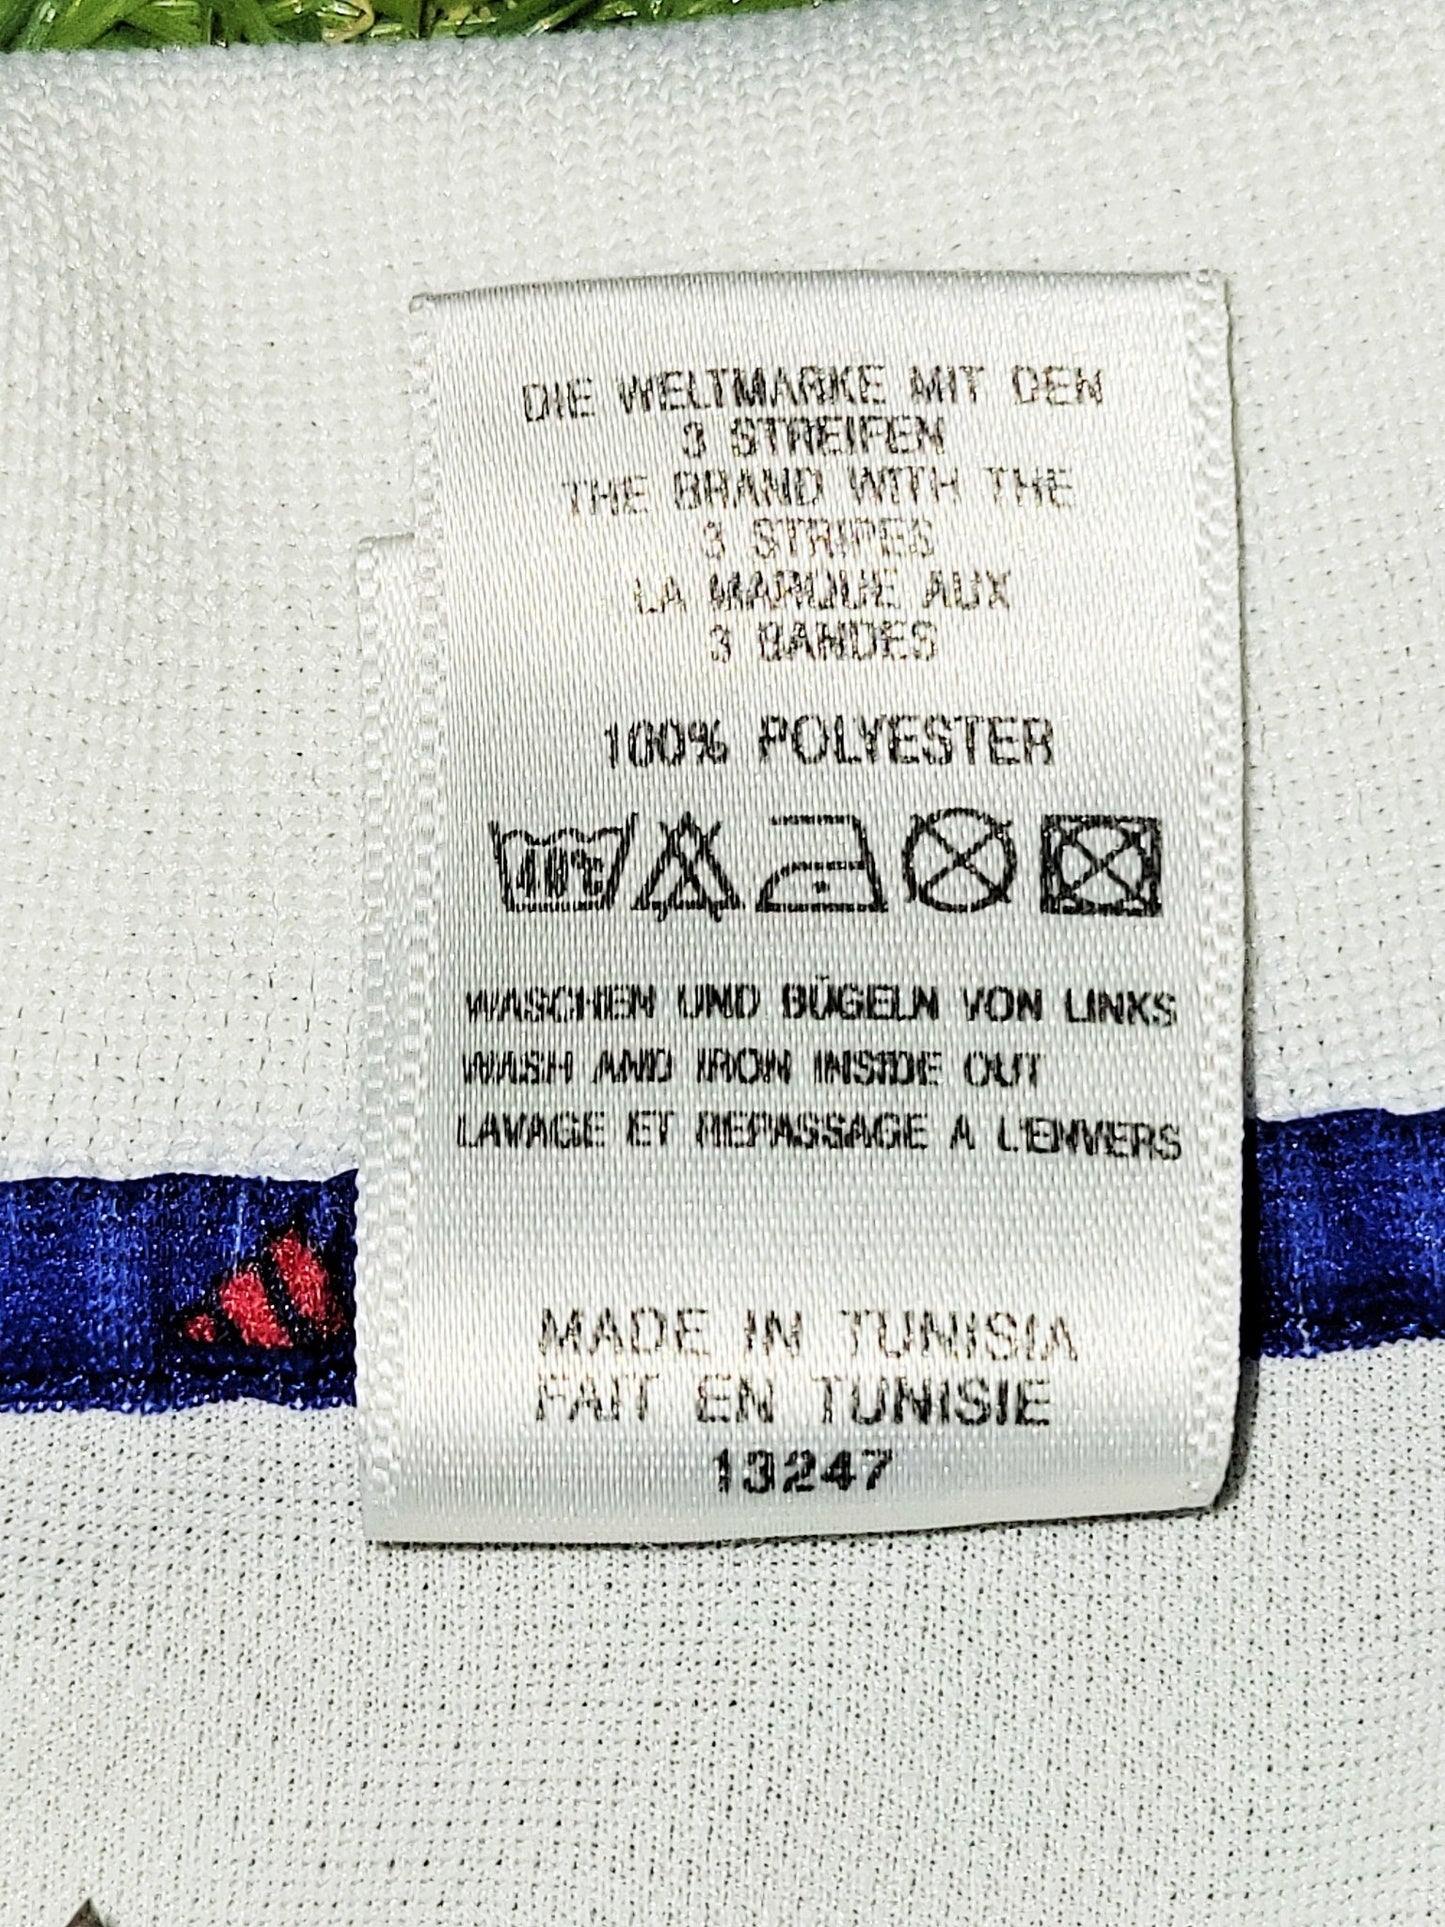 DIE WELTMARKE MIT DEN
3 STREIFEN
THE BRAND WITH THE
3 STRIPES
LA MARQUE AUX
3 BANDES
100% POLYESTER
40°C
WASCHEN UND BÜGELN VON LINKS
WASH AND IRON INSIDE OUT
LAVAGE ET REPASSAGE A L'ENVERS
MADE IN TUNISIA
FAIT EN TUNISIE
13247